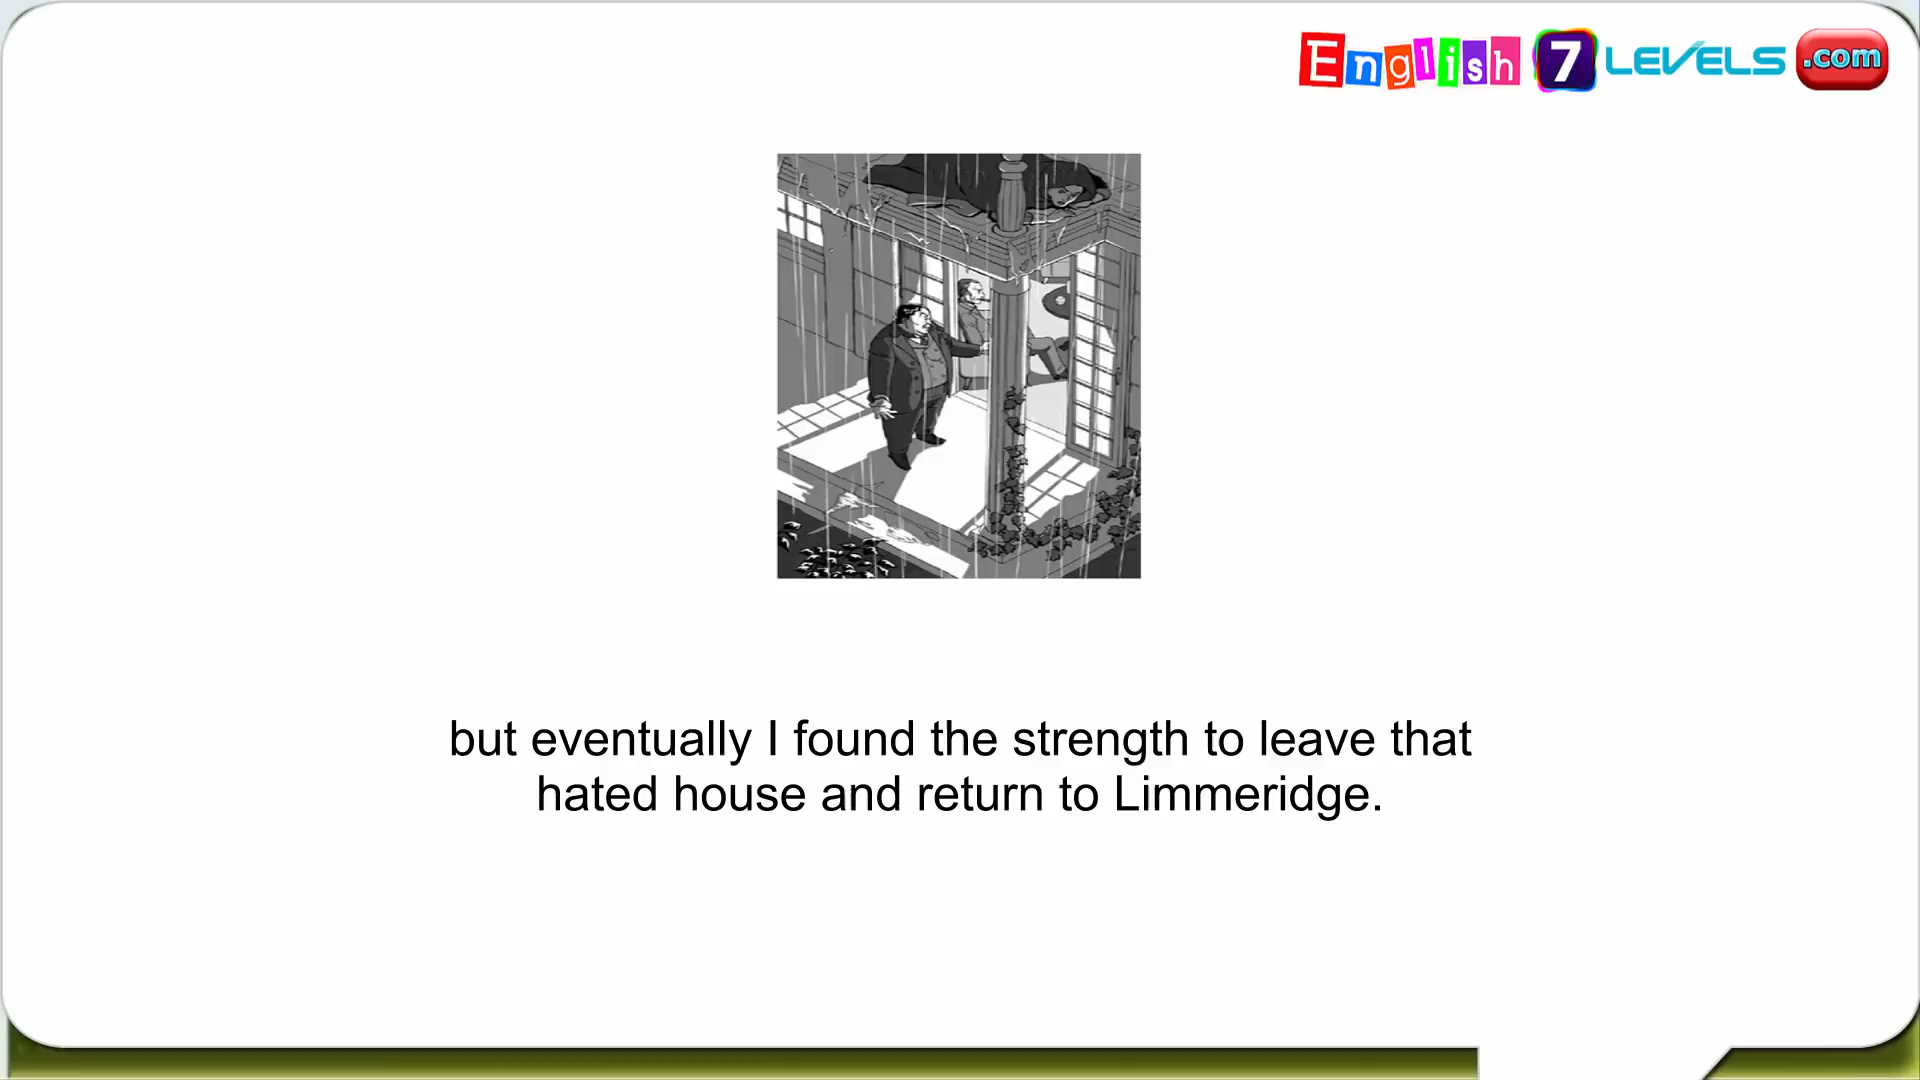 English 7 LEVELS .com
but eventually I found the strength to leave that
hated house and return to Limmeridge.